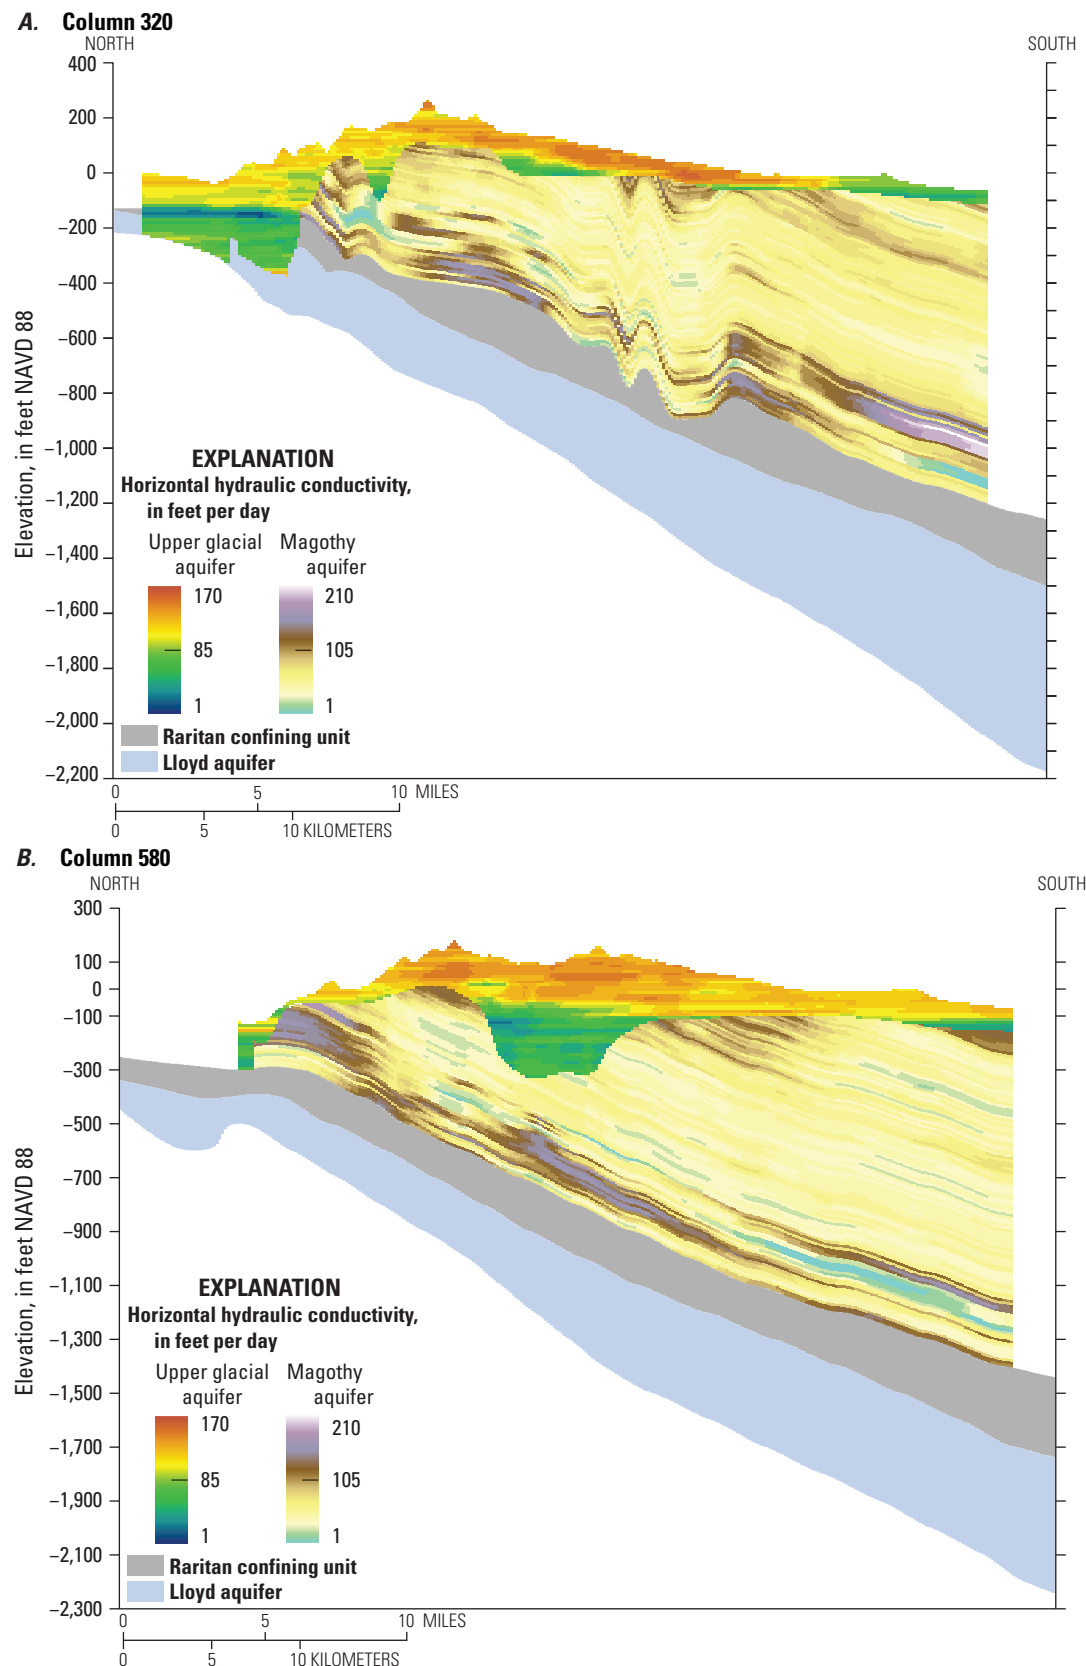 A. Column 320
NORTH
SOUTH
400
200
0
−200
−400
−600
−800
−1,000
−1,200
−1,400
−1,600
−1,800
−2,000
−2,200
Elevation, in feet NAVD 88
EXPLANATION
Horizontal hydraulic conductivity,
in feet per day
Upper glacial aquifer
Magothy aquifer
170
85
1
210
105
1
Raritan confining unit
Lloyd aquifer
0 5 10 MILES
0 5 10 KILOMETERS
B. Column 580
NORTH
SOUTH
300
100
0
−100
−300
−500
−700
−900
−1,100
−1,300
−1,500
−1,700
−1,900
−2,100
−2,300
Elevation, in feet NAVD 88
EXPLANATION
Horizontal hydraulic conductivity,
in feet per day
Upper glacial aquifer
Magothy aquifer
170
85
1
210
105
1
Raritan confining unit
Lloyd aquifer
0 5 10 MILES
0 5 10 KILOMETERS